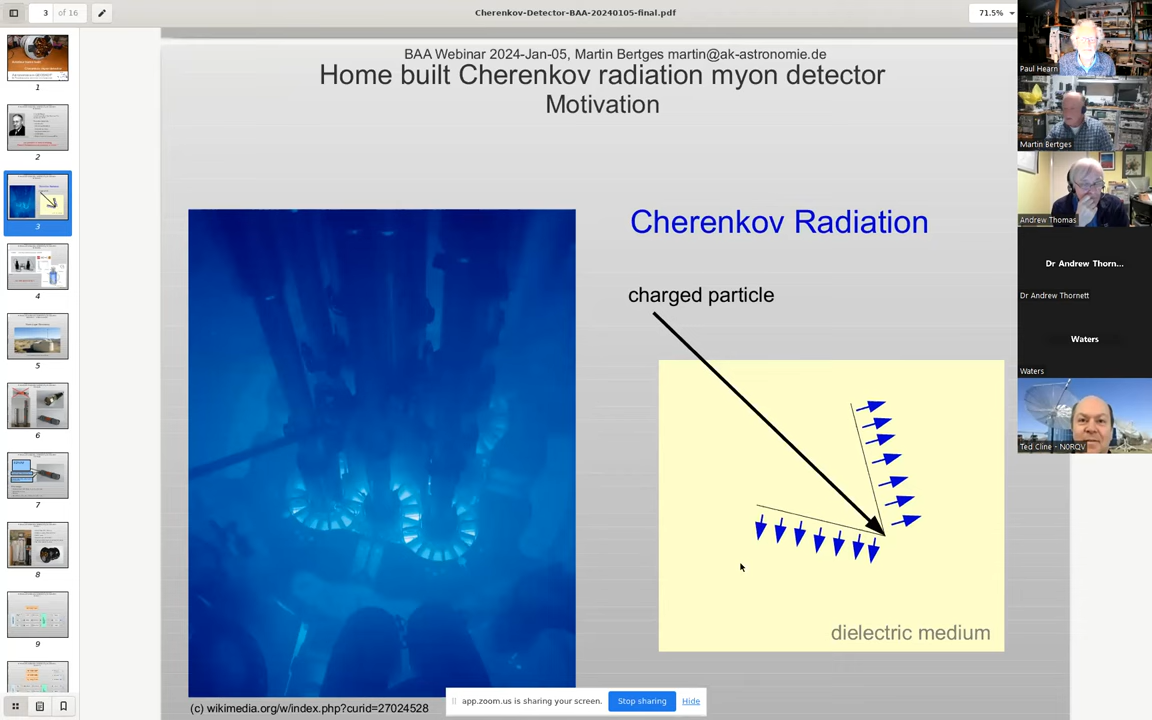 3
of 16
Cherenkov-Detector-BAA-20240105-final.pdf
71.5%
1
2
3
4
5
6
7
8
9
BAA Webinar 2024-Jan-05, Martin Bertges martin@ak-astronomie.de
Home built Cherenkov radiation myon detector
Motivation
Cherenkov Radiation
charged particle
dielectric medium
(c) wikimedia.org/w/index.php?curid=27024528
app.zoom.us is sharing your screen.
Stop sharing
Hide
Paul Hearn
Martin Bertges
Andrew Thomas
Dr Andrew Thorn...
Dr Andrew Thornett
Waters
Waters
Ted Cline - N0RQV